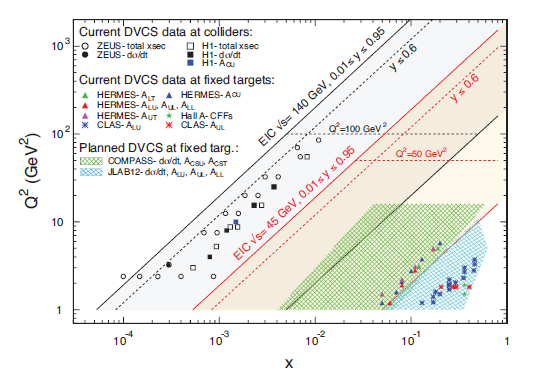 Current DVCS data at colliders:
ZEUS- total xsec
H1- total xsec
ZEUS- dσ/dt
H1- dσ/dt
H1- A_CU
Current DVCS data at fixed targets:
HERMES- A_LT
HERMES- A_CU
HERMES- A_LU, A_UL, A_LL
HERMES- A_UT
Hall A- CFFs
CLAS- A_LU
CLAS- A_UL
Planned DVCS at fixed targ.:
COMPASS- dσ/dt, A_CSU, A_CST
JLAB12- dσ/dt, A_LU, A_UL, A_LL
EIC √s= 140 GeV, 0.01≤ y ≤ 0.95
y ≤ 0.6
EIC √s= 45 GeV, 0.01≤ y ≤ 0.95
y ≤ 0.6
Q²=100 GeV²
Q²=50 GeV²
Q² (GeV²)
10³
10²
10
1
10⁻⁴
10⁻³
10⁻²
10⁻¹
1
x